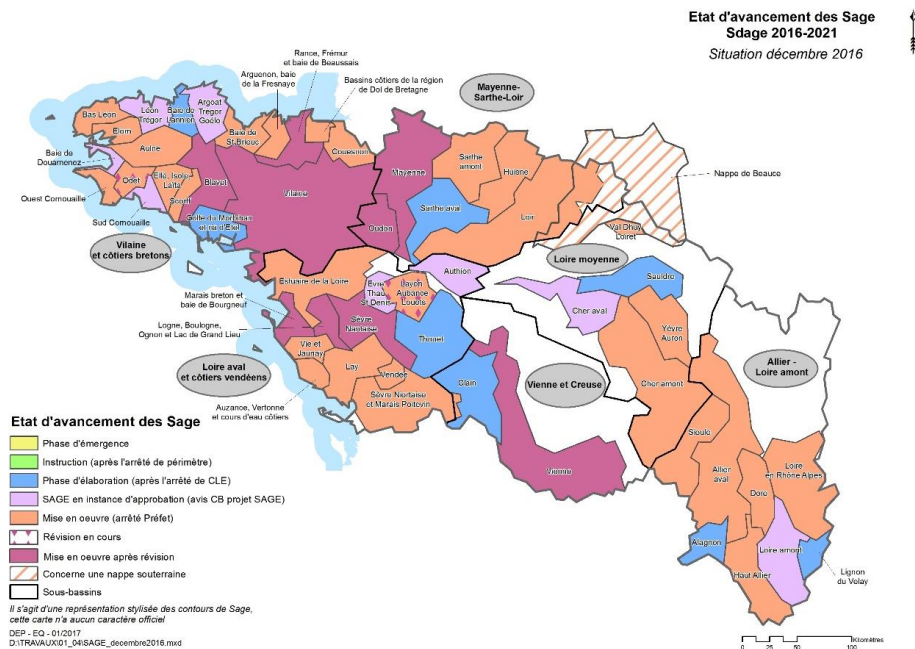 Etat d'avancement des Sage
Sdage 2016-2021
Situation décembre 2016
Rance, Frémur
et baie de Beaussais
Arguenon, baie
de la Fresnaye
Bassins côtiers de la région
de Dol de Bretagne
Mayenne-
Sarthe-Loir
Bas Léon
Léon
Trégor
Baie de
Lannion
Argoat
Trégor
Goëlo
Elorn
Aulne
Baie de
St-Brieuc
Couesnon
Baie de
Douarnenez
Odet
Ellé, Isole
Laïta
Scorff
Blavet
Vilaine
Mayenne
Sarthe
amont
Huisne
Nappe de Beauce
Ouest Cornouaille
Sud Cornouaille
Golfe du Morbihan
et ria d'Etel
Sarthe aval
Loir
Oudon
Val Dhuy
Loiret
Vilaine
et côtiers bretons
Loire moyenne
Estuaire de la Loire
Authion
Sauldre
Marais breton et
baie de Bourgneuf
Evre
Thau
St Denis
Layon
Aubance
Louets
Cher aval
Logne, Boulogne,
Ognon et Lac de Grand Lieu
Sèvre
Nantaise
Thouet
Yèvre
Auron
Vie et
Jaunay
Loire aval
et côtiers vendéens
Lay
Vendée
Clain
Vienne et Creuse
Cher amont
Allier -
Loire amont
Auzance, Vertonne
et cours d'eau côtiers
Sèvre Niortaise
et Marais Poitevin
Sioule
Vienne
Allier
aval
Dore
Loire
en Rhône Alpes
Alagnon
Loire amont
Haut Allier
Lignon
du Velay
Etat d'avancement des Sage
Phase d'émergence
Instruction (après l'arrêté de périmètre)
Phase d'élaboration (après l'arrêté de CLE)
SAGE en instance d'approbation (avis CB projet SAGE)
Mise en oeuvre (arrêté Préfet)
Révision en cours
Mise en oeuvre après révision
Concerne une nappe souterraine
Sous-bassins
Il s'agit d'une représentation stylisée des contours de Sage,
cette carte n'a aucun caractère officiel
DEP - EQ - 01/2017
D:\TRAVAUX\01_04\SAGE_decembre2016.mxd
Kilomètres
0 25 50 100